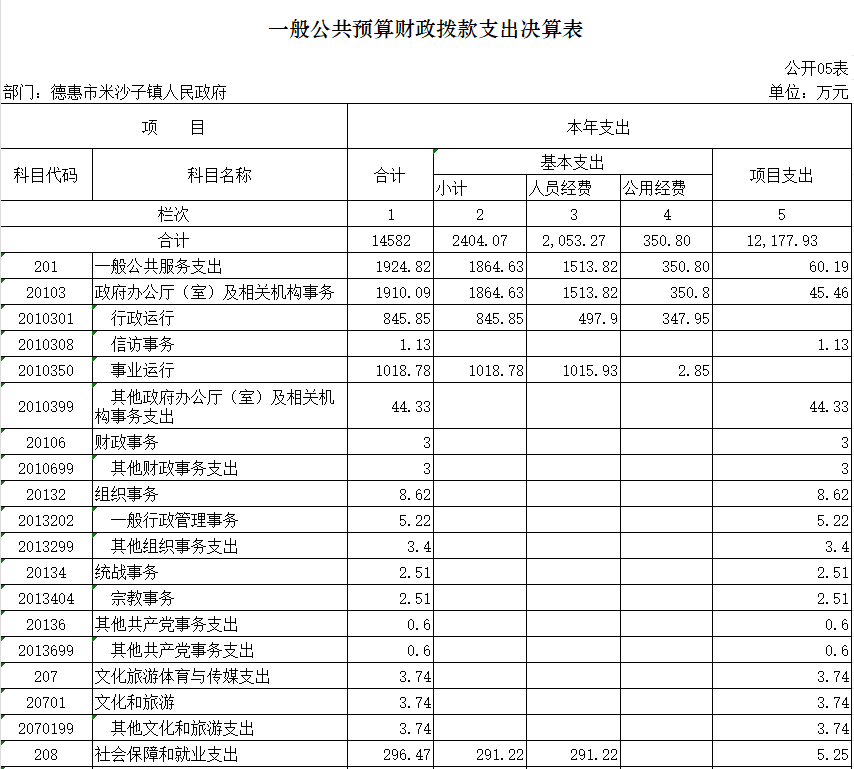 一般公共预算财政拨款支出决算表
公开05表
部门：德惠市米沙子镇人民政府 单位：万元
项 目 本年支出
科目代码 科目名称 合计 基本支出 项目支出
小计 人员经费 公用经费
栏次 1 2 3 4 5
合计 14582 2404.07 2,053.27 350.80 12,177.93
201 一般公共服务支出 1924.82 1864.63 1513.82 350.80 60.19
20103 政府办公厅（室）及相关机构事务 1910.09 1864.63 1513.82 350.8 45.46
2010301 行政运行 845.85 845.85 497.9 347.95
2010308 信访事务 1.13 1.13
2010350 事业运行 1018.78 1018.78 1015.93 2.85
2010399 其他政府办公厅（室）及相关机
构事务支出 44.33 44.33
20106 财政事务 3 3
2010699 其他财政事务支出 3 3
20132 组织事务 8.62 8.62
2013202 一般行政管理事务 5.22 5.22
2013299 其他组织事务支出 3.4 3.4
20134 统战事务 2.51 2.51
2013404 宗教事务 2.51 2.51
20136 其他共产党事务支出 0.6 0.6
2013699 其他共产党事务支出 0.6 0.6
207 文化旅游体育与传媒支出 3.74 3.74
20701 文化和旅游 3.74 3.74
2070199 其他文化和旅游支出 3.74 3.74
208 社会保障和就业支出 296.47 291.22 291.22 5.25